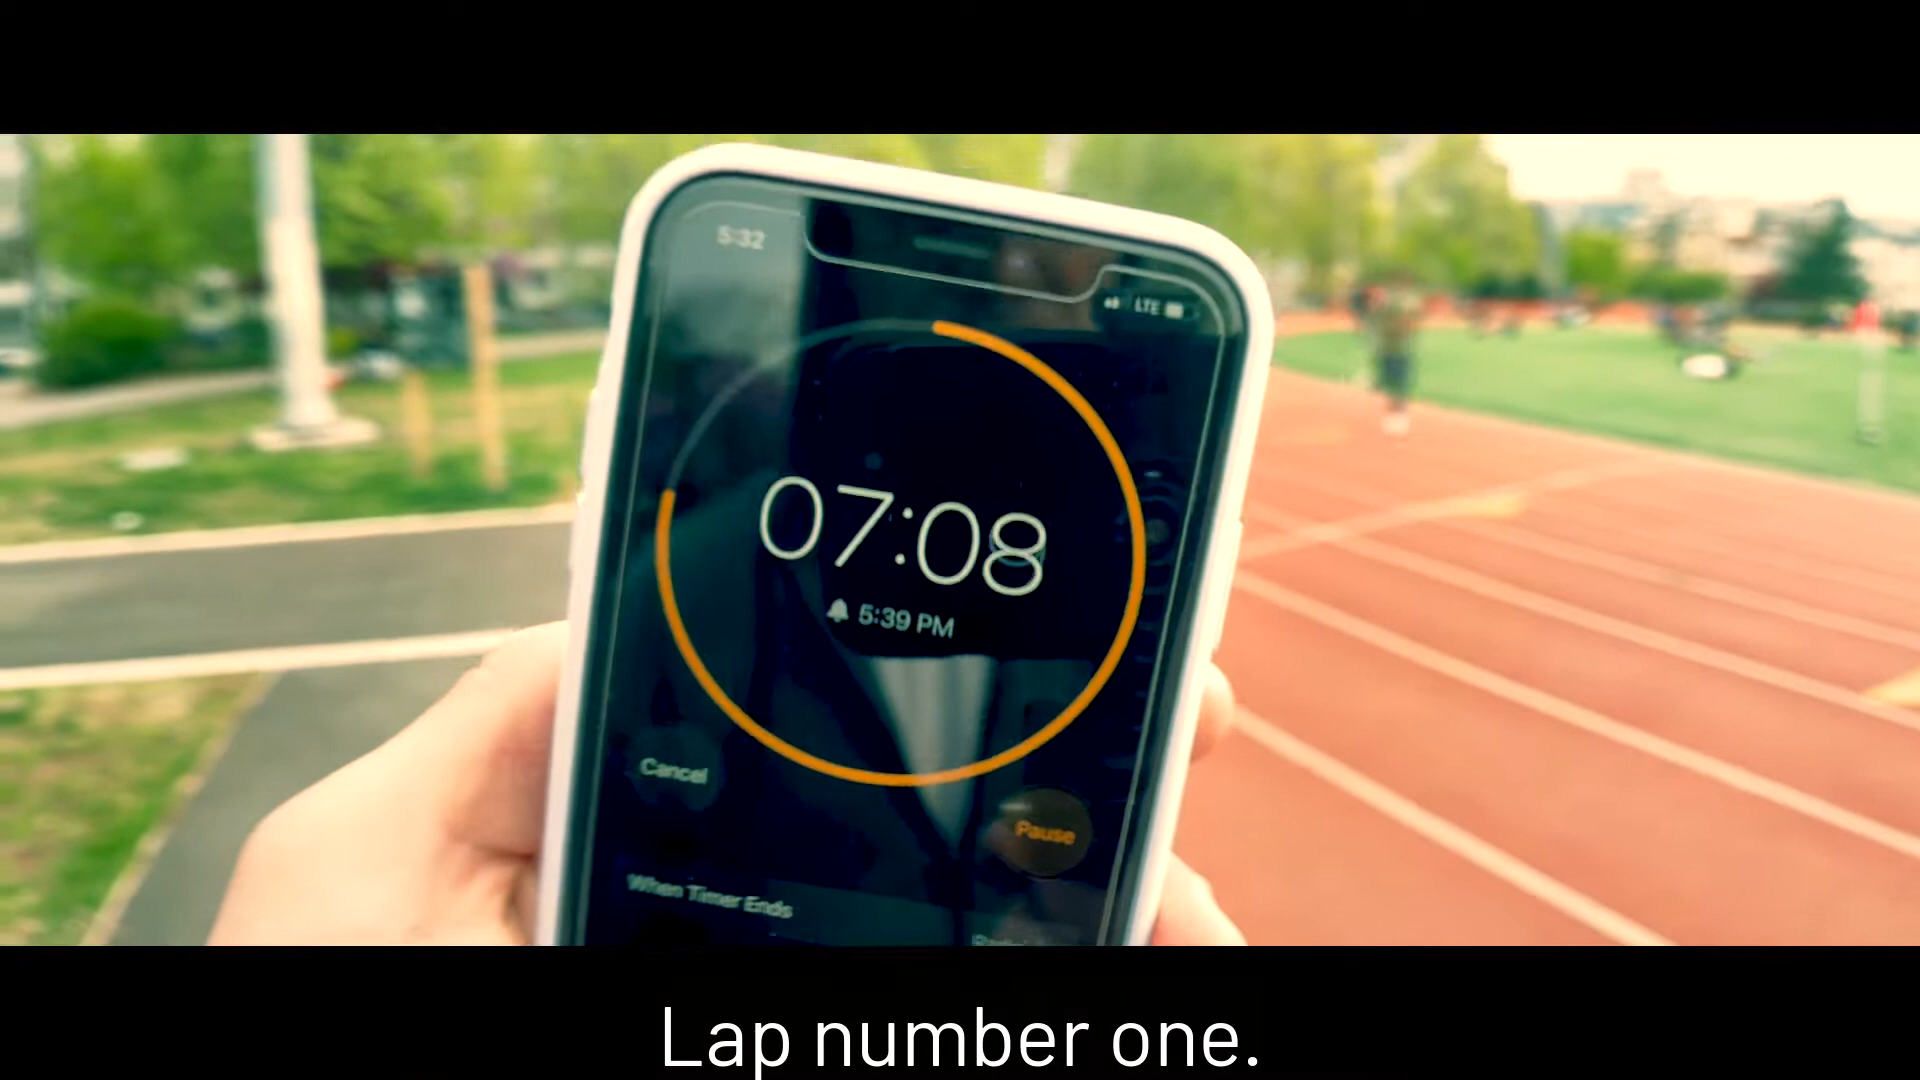 5:32
LTE
07:08
5:39 PM
Cancel
Pause
When Timer Ends
Lap number one.